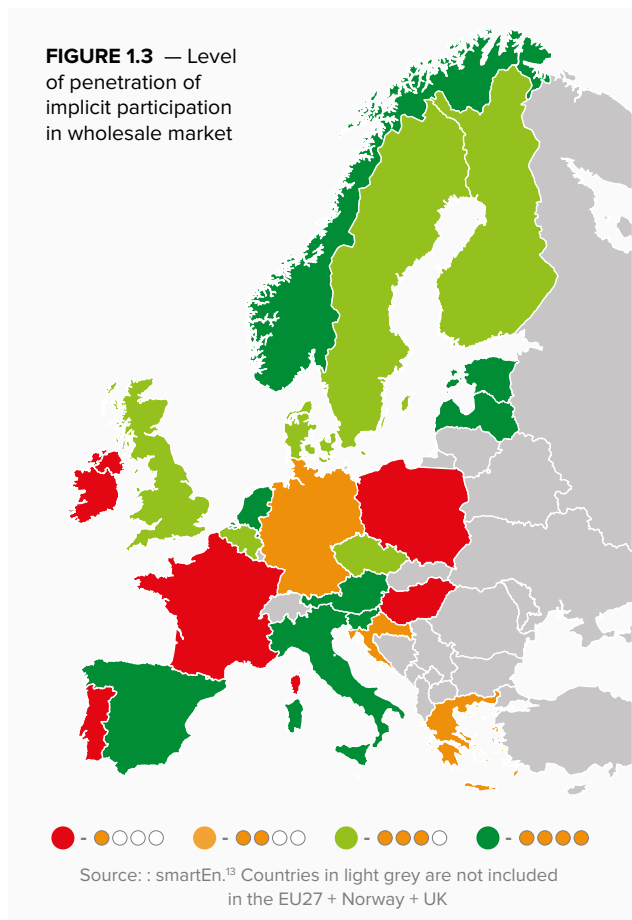 FIGURE 1.3 — Level
of penetration of
implicit participation
in wholesale market
- 
- 
- 
- 
Source: : smartEn.¹³ Countries in light grey are not included
in the EU27 + Norway + UK